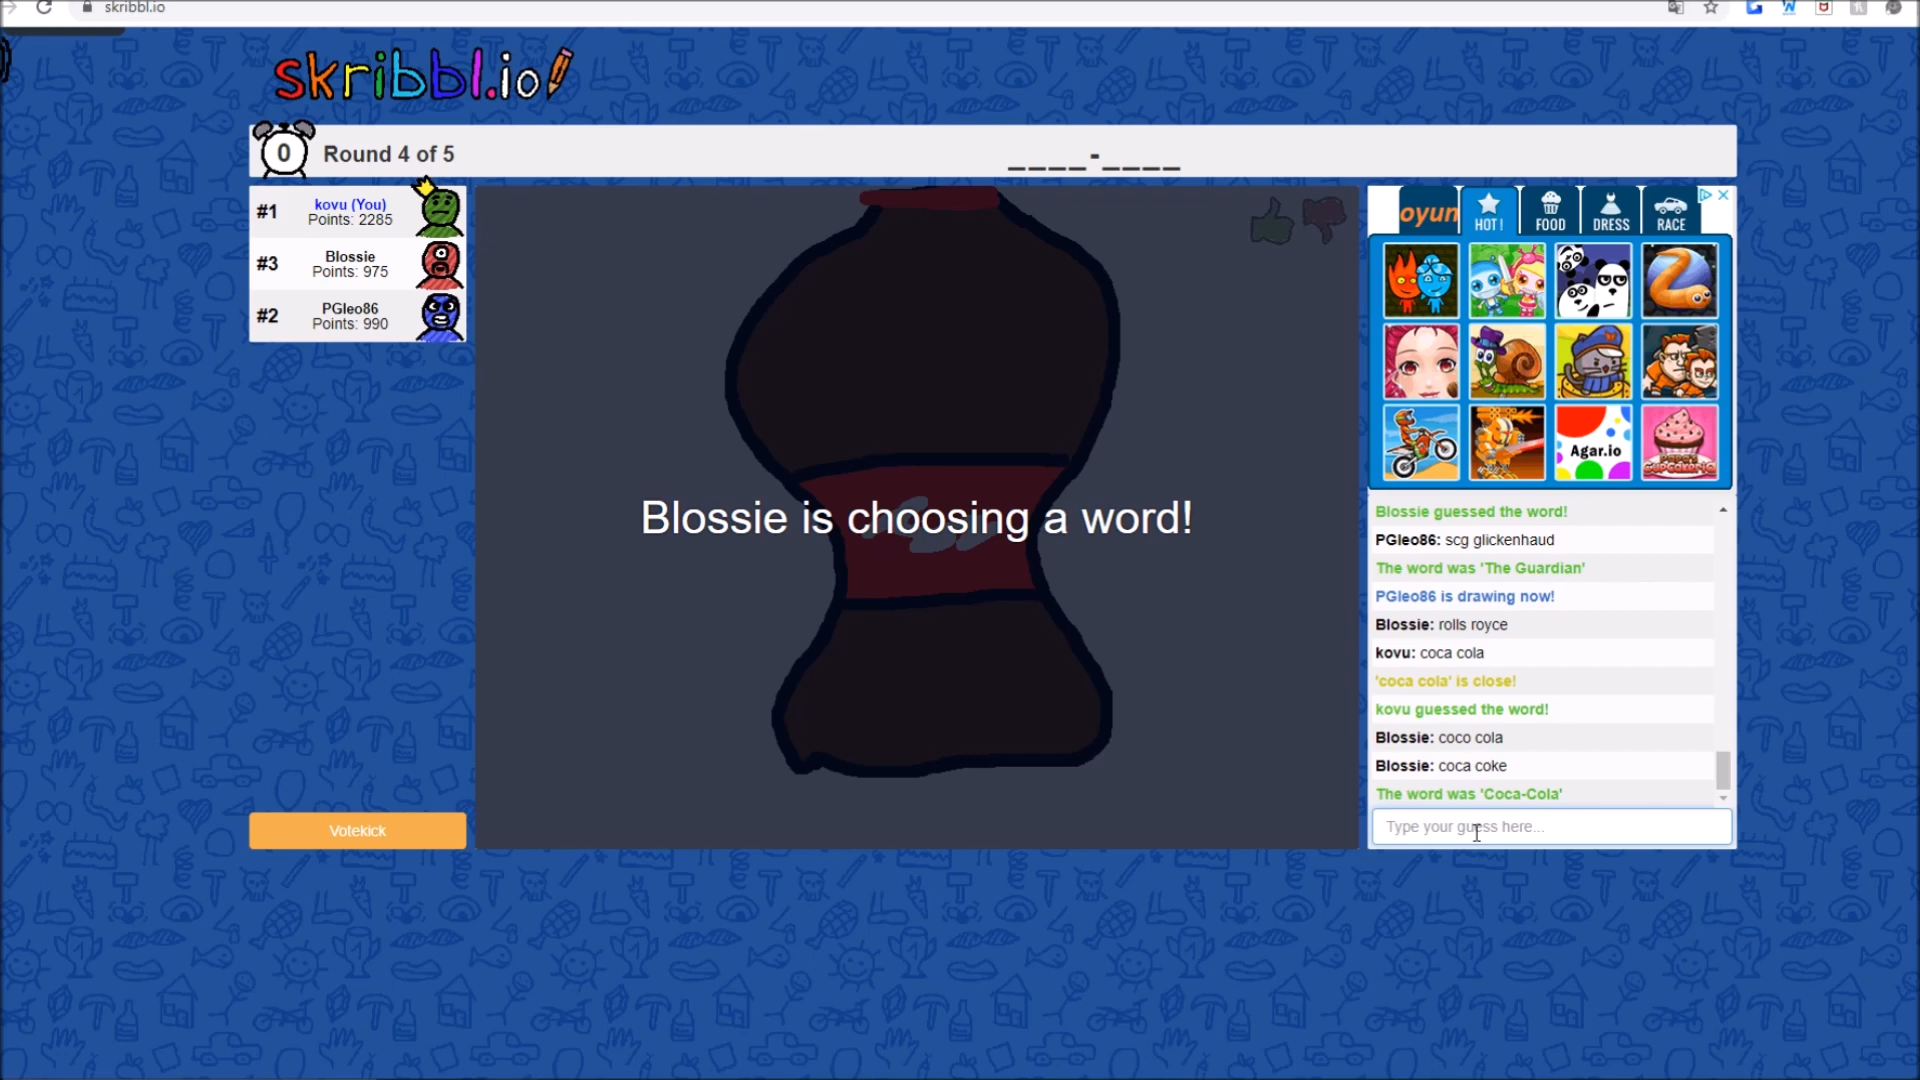 skribbl.io
skribbl.io
0
Round 4 of 5
____-____
#1
kovu (You)
Points: 2285
#3
Blossie
Points: 975
#2
PGleo86
Points: 990
Votekick
Blossie is choosing a word!
oyun
HOT!
FOOD
DRESS
RACE
Agar.io
Blossie guessed the word!
PGleo86: scg glickenhaud
The word was 'The Guardian'
PGleo86 is drawing now!
Blossie: rolls royce
kovu: coca cola
'coca cola' is close!
kovu guessed the word!
Blossie: coco cola
Blossie: coca coke
The word was 'Coca-Cola'
Type your guess here...